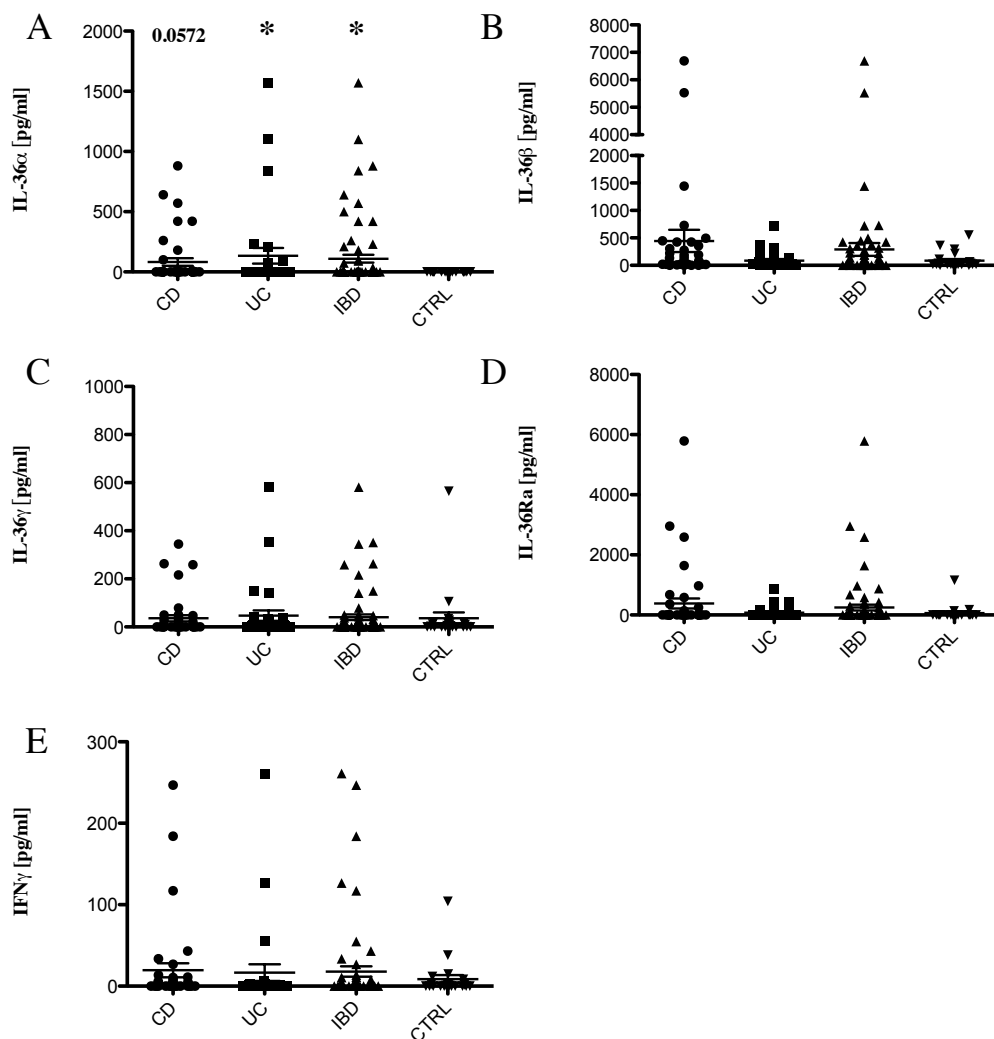 A
0.0572 * *
IL-36α [pg/ml]
2000
1500
1000
500
0
CD UC IBD CTRL
B
IL-36β [pg/ml]
8000
7000
6000
5000
4000
2000
1500
1000
500
0
CD UC IBD CTRL
C
IL-36γ [pg/ml]
1000
800
600
400
200
0
CD UC IBD CTRL
D
IL-36Ra [pg/ml]
8000
6000
4000
2000
0
CD UC IBD CTRL
E
IFNγ [pg/ml]
300
200
100
0
CD UC IBD CTRL